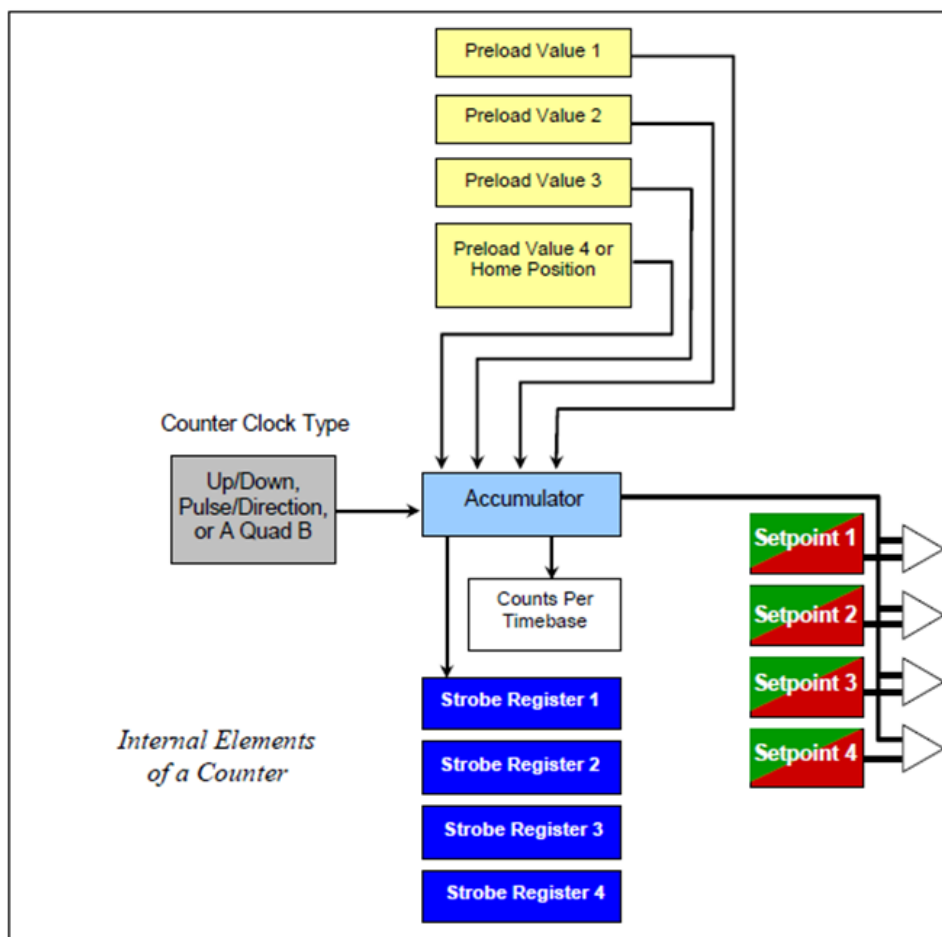 Preload Value 1
Preload Value 2
Preload Value 3
Preload Value 4 or
Home Position
Counter Clock Type
Up/Down,
Pulse/Direction,
or A Quad B
Accumulator
Counts Per
Timebase
Setpoint 1
Setpoint 2
Setpoint 3
Setpoint 4
Strobe Register 1
Strobe Register 2
Strobe Register 3
Strobe Register 4
Internal Elements
of a Counter